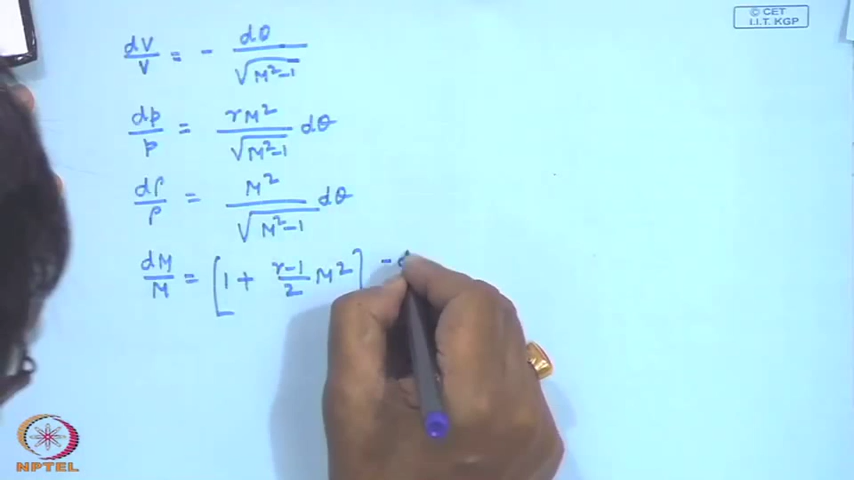 © CET
I.I.T. KGP
dV/V = - dθ/√(M²-1)
dp/p = γM²/√(M²-1) dθ
dρ/ρ = M²/√(M²-1) dθ
dM/M = [1 + (γ-1)/2 M²] -d
NPTEL